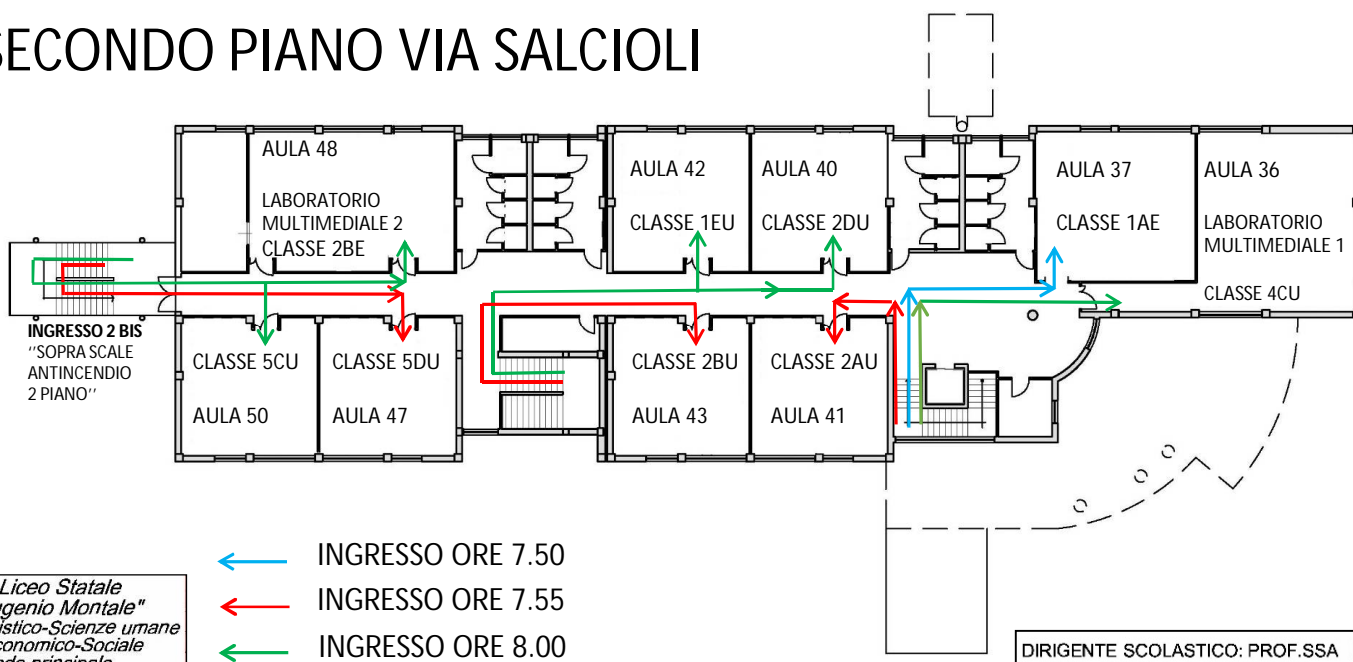 SECONDO PIANO VIA SALCIOLI
AULA 48
LABORATORIO
MULTIMEDIALE 2
CLASSE 2BE
AULA 42
CLASSE 1EU
AULA 40
CLASSE 2DU
AULA 37
CLASSE 1AE
AULA 36
LABORATORIO
MULTIMEDIALE 1
CLASSE 4CU
INGRESSO 2 BIS
"SOPRA SCALE
ANTINCENDIO
2 PIANO"
CLASSE 5CU
AULA 50
CLASSE 5DU
AULA 47
CLASSE 2BU
AULA 43
CLASSE 2AU
AULA 41
INGRESSO ORE 7.50
INGRESSO ORE 7.55
INGRESSO ORE 8.00
Liceo Statale
Montale"
umane
DIRIGENTE SCOLASTICO: PROF.SSA